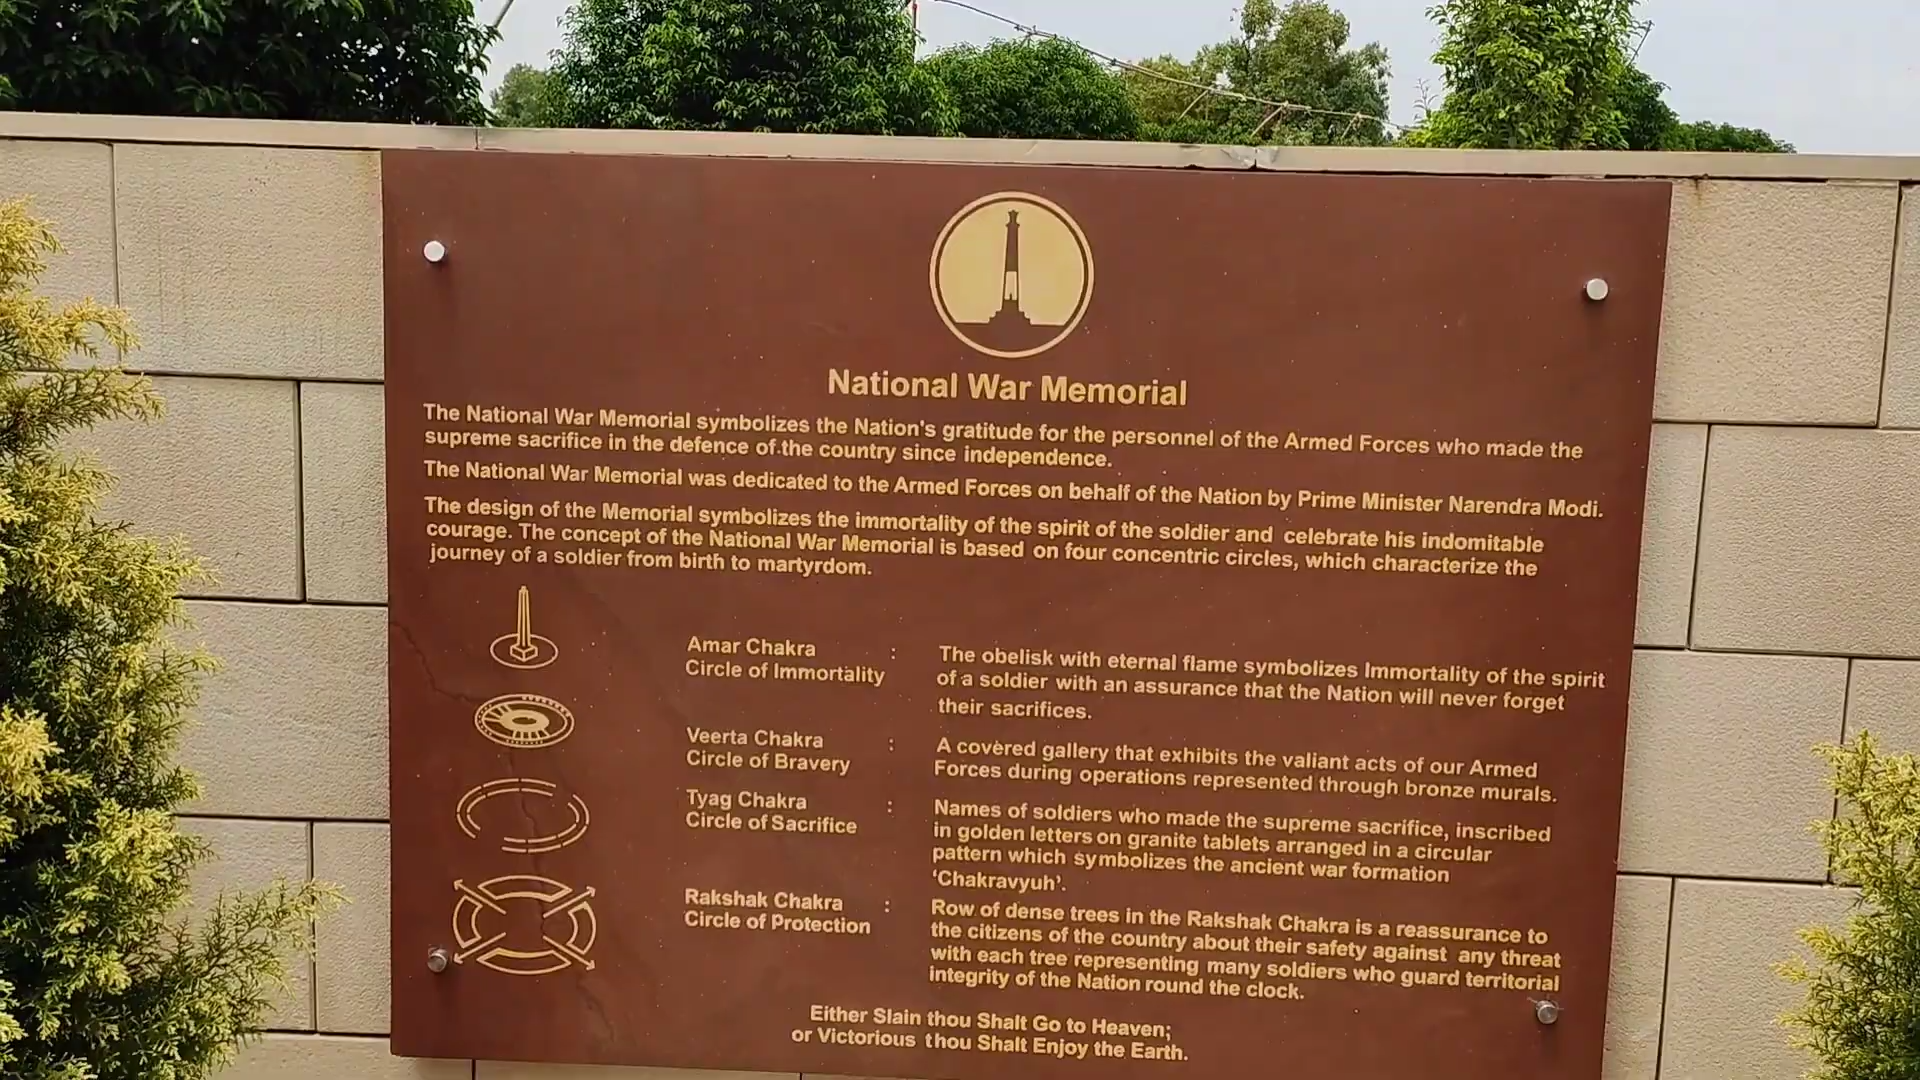 National War Memorial
The National War Memorial symbolizes the Nation's gratitude for the personnel of the Armed Forces who made the
supreme sacrifice in the defence of the country since independence.
The National War Memorial was dedicated to the Armed Forces on behalf of the Nation by Prime Minister Narendra Modi.
The design of the Memorial symbolizes the immortality of the spirit of the soldier and celebrate his indomitable
courage. The concept of the National War Memorial is based on four concentric circles, which characterize the
journey of a soldier from birth to martyrdom.
Amar Chakra :
Circle of Immortality
The obelisk with eternal flame symbolizes Immortality of the spirit
of a soldier with an assurance that the Nation will never forget
their sacrifices.
Veerta Chakra :
Circle of Bravery
A covered gallery that exhibits the valiant acts of our Armed
Forces during operations represented through bronze murals.
Tyag Chakra :
Circle of Sacrifice
Names of soldiers who made the supreme sacrifice, inscribed
in golden letters on granite tablets arranged in a circular
pattern which symbolizes the ancient war formation
‘Chakravyuh’.
Rakshak Chakra :
Circle of Protection
Row of dense trees in the Rakshak Chakra is a reassurance to
the citizens of the country about their safety against any threat
with each tree representing many soldiers who guard territorial
integrity of the Nation round the clock.
Either Slain thou Shalt Go to Heaven;
or Victorious thou Shalt Enjoy the Earth.